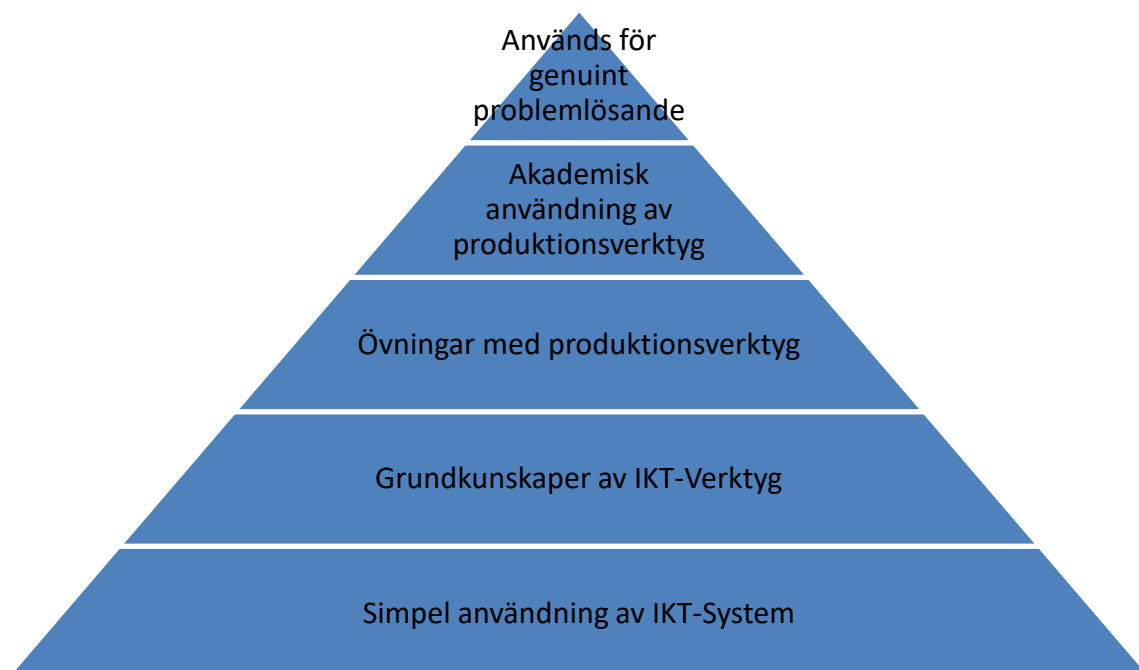 Används för
genuint
problemlösande
Akademisk
användning av
produktionsverktyg
Övningar med produktionsverktyg
Grundkunskaper av IKT-Verktyg
Simpel användning av IKT-System